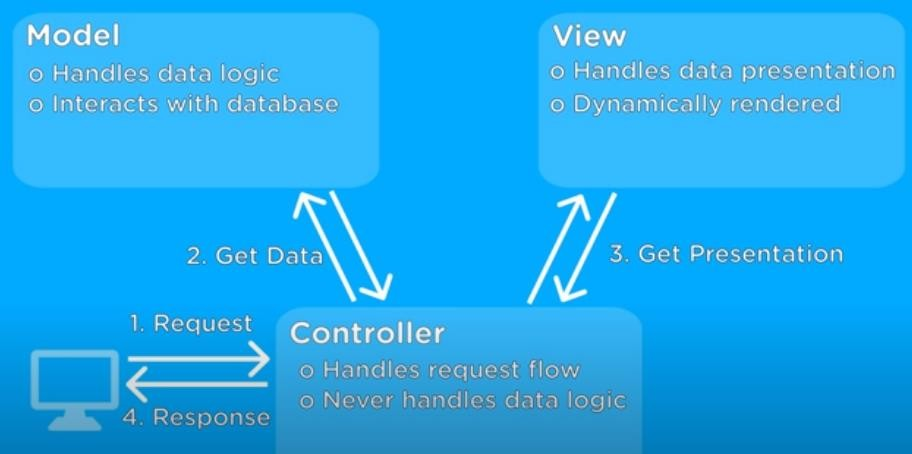 Model
o Handles data logic
o Interacts with database
View
o Handles data presentation
o Dynamically rendered
2. Get Data
3. Get Presentation
1. Request
4. Response
Controller
o Handles request flow
o Never handles data logic